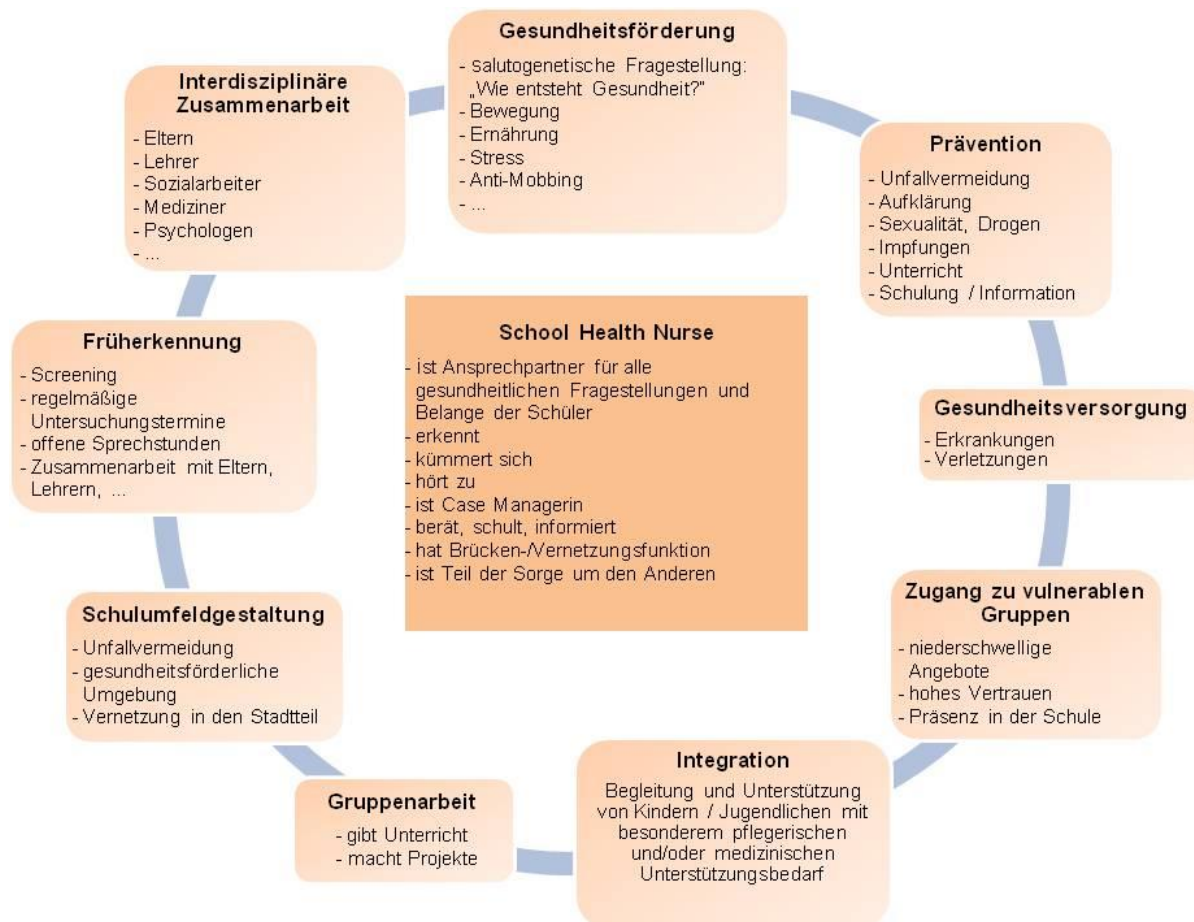 Gesundheitsförderung
- salutogenetische Fragestellung:
„Wie entsteht Gesundheit?"
- Bewegung
- Ernährung
- Stress
- Anti-Mobbing
- ...
Prävention
- Unfallvermeidung
- Aufklärung
- Sexualität, Drogen
- Impfungen
- Unterricht
- Schulung / Information
Gesundheitsversorgung
- Erkrankungen
- Verletzungen
Zugang zu vulnerablen
Gruppen
- niederschwellige
Angebote
- hohes Vertrauen
- Präsenz in der Schule
Integration
Begleitung und Unterstützung
von Kindern / Jugendlichen mit
besonderem pflegerischen
und/oder medizinischen
Unterstützungsbedarf
Gruppenarbeit
- gibt Unterricht
- macht Projekte
Schulumfeldgestaltung
- Unfallvermeidung
- gesundheitsförderliche
Umgebung
- Vernetzung in den Stadtteil
Früherkennung
- Screening
- regelmäßige
Untersuchungstermine
- offene Sprechstunden
- Zusammenarbeit mit Eltern,
Lehrern, ...
Interdisziplinäre
Zusammenarbeit
- Eltern
- Lehrer
- Sozialarbeiter
- Mediziner
- Psychologen
- ...
School Health Nurse
- ist Ansprechpartner für alle
gesundheitlichen Fragestellungen und
Belange der Schüler
- erkennt
- kümmert sich
- hört zu
- ist Case Managerin
- berät, schult, informiert
- hat Brücken-/Vernetzungsfunktion
- ist Teil der Sorge um den Anderen